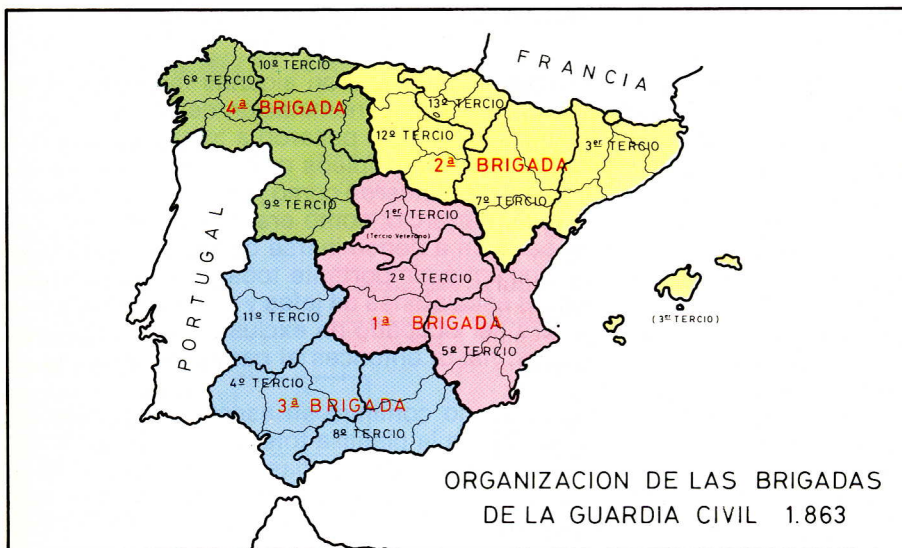 FRANCIA
10º TERCIO
6º TERCIO
4ª BRIGADA
13º TERCIO
12º TERCIO
3er TERCIO
2ª BRIGADA
9º TERCIO
7º TERCIO
1er TERCIO
(Tercio Veterano)
PORTUGAL
2º TERCIO
11º TERCIO
1ª BRIGADA
(3er TERCIO)
5º TERCIO
4º TERCIO
3ª BRIGADA
8º TERCIO
ORGANIZACION DE LAS BRIGADAS
DE LA GUARDIA CIVIL 1.863